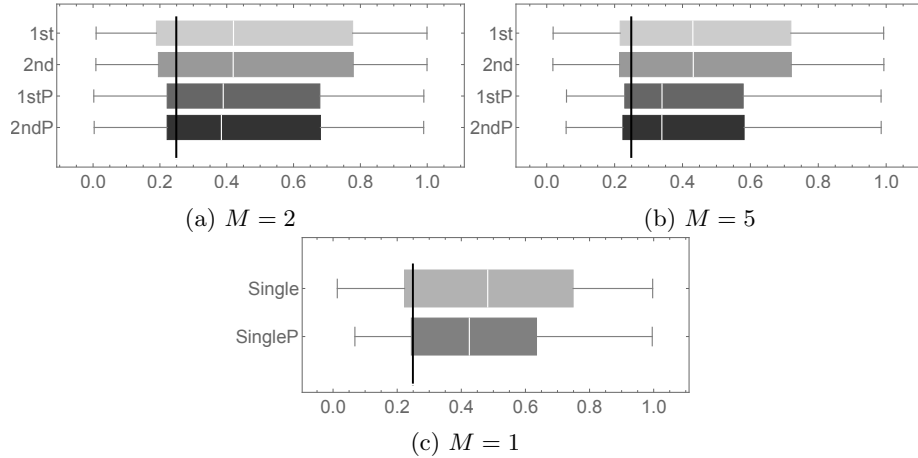 1st
2nd
1stP
2ndP
0.0 0.2 0.4 0.6 0.8 1.0
(a) M = 2
1st
2nd
1stP
2ndP
0.0 0.2 0.4 0.6 0.8 1.0
(b) M = 5
Single
SingleP
0.0 0.2 0.4 0.6 0.8 1.0
(c) M = 1